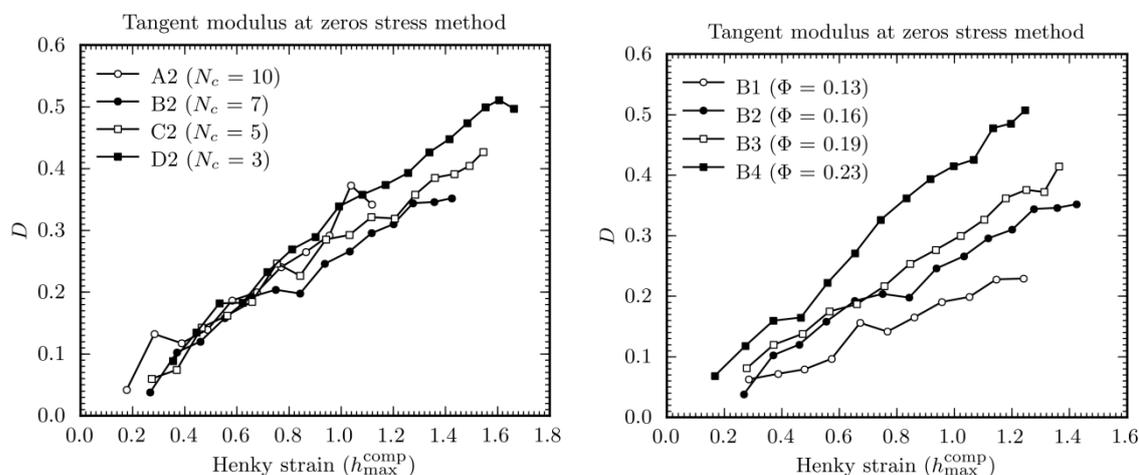 Tangent modulus at zeros stress method
0.6
0.5
0.4
0.3
0.2
0.1
0.0
D
A2 (N_c = 10)
B2 (N_c = 7)
C2 (N_c = 5)
D2 (N_c = 3)
0.0 0.2 0.4 0.6 0.8 1.0 1.2 1.4 1.6 1.8
Henky strain (h_max^comp)
Tangent modulus at zeros stress method
0.6
0.5
0.4
0.3
0.2
0.1
0.0
D
B1 (Φ = 0.13)
B2 (Φ = 0.16)
B3 (Φ = 0.19)
B4 (Φ = 0.23)
0.0 0.2 0.4 0.6 0.8 1.0 1.2 1.4 1.6
Henky strain (h_max^comp)